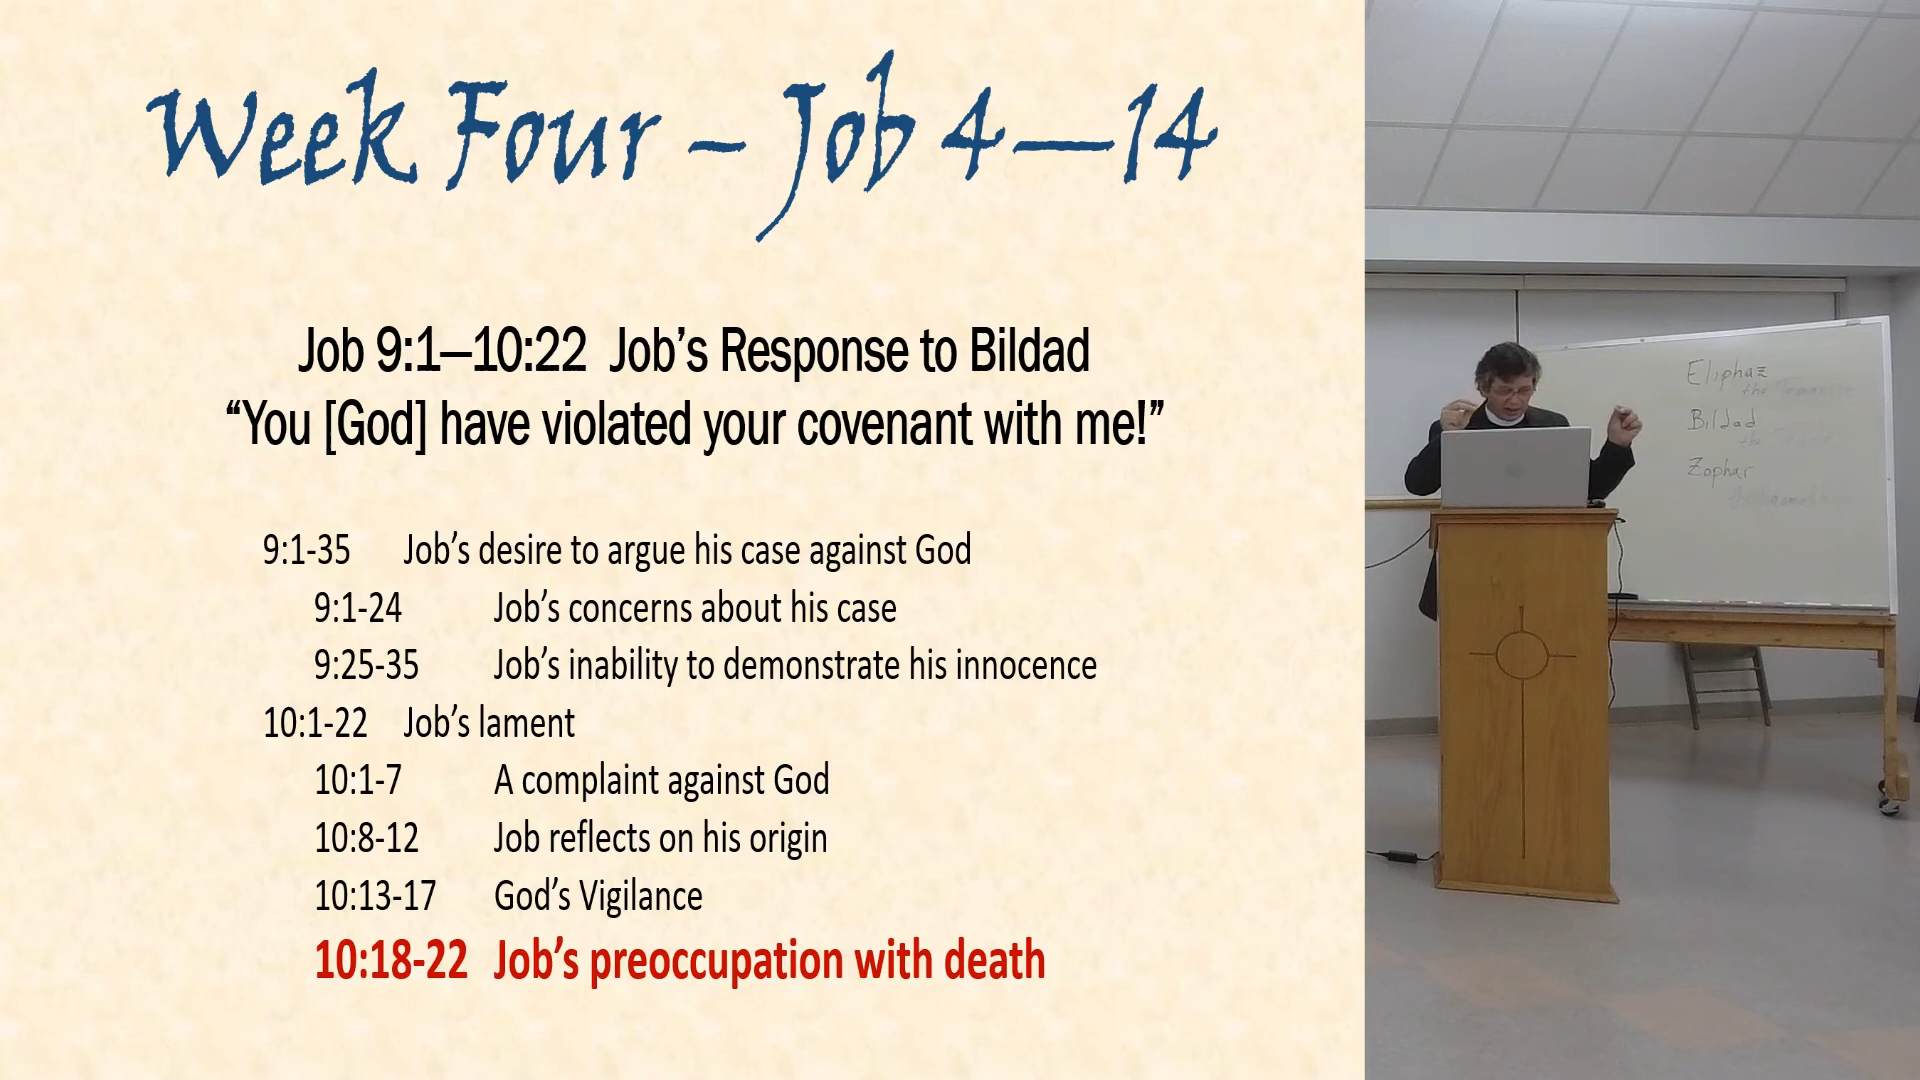 Week Four – Job 4—14
Job 9:1—10:22 Job’s Response to Bildad
“You [God] have violated your covenant with me!”
9:1-35 Job’s desire to argue his case against God
9:1-24 Job’s concerns about his case
9:25-35 Job’s inability to demonstrate his innocence
10:1-22 Job’s lament
10:1-7 A complaint against God
10:8-12 Job reflects on his origin
10:13-17 God’s Vigilance
10:18-22 Job’s preoccupation with death
Eliphaz
the
Bildad
the
Zophar